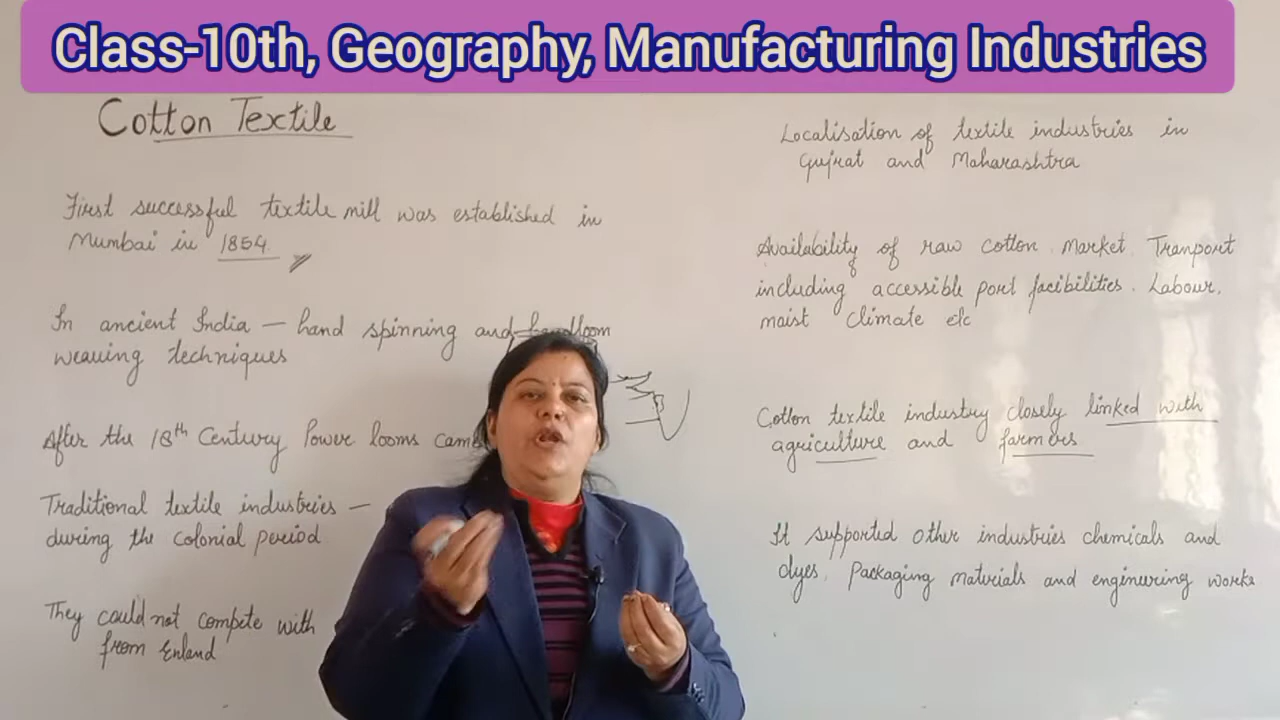 Class-10th, Geography, Manufacturing Industries
Cotton Textile
First successful textile mill was established in
Mumbai in 1854.
In ancient India — hand spinning and handloom
weaving techniques
After the 18th Century Power looms
Traditional textile industries —
during the colonial period
They could not compete with
from Enland
Localisation of textile industries in
Gujrat and Maharashtra
Availability of raw cotton. Market. Tranport
including accessible port facibilities. Labour.
moist climate etc
Cotton textile industry closely linked with
agriculture and farmers
It supported other industries chemicals and
dyes, Packaging Materials and engineering works